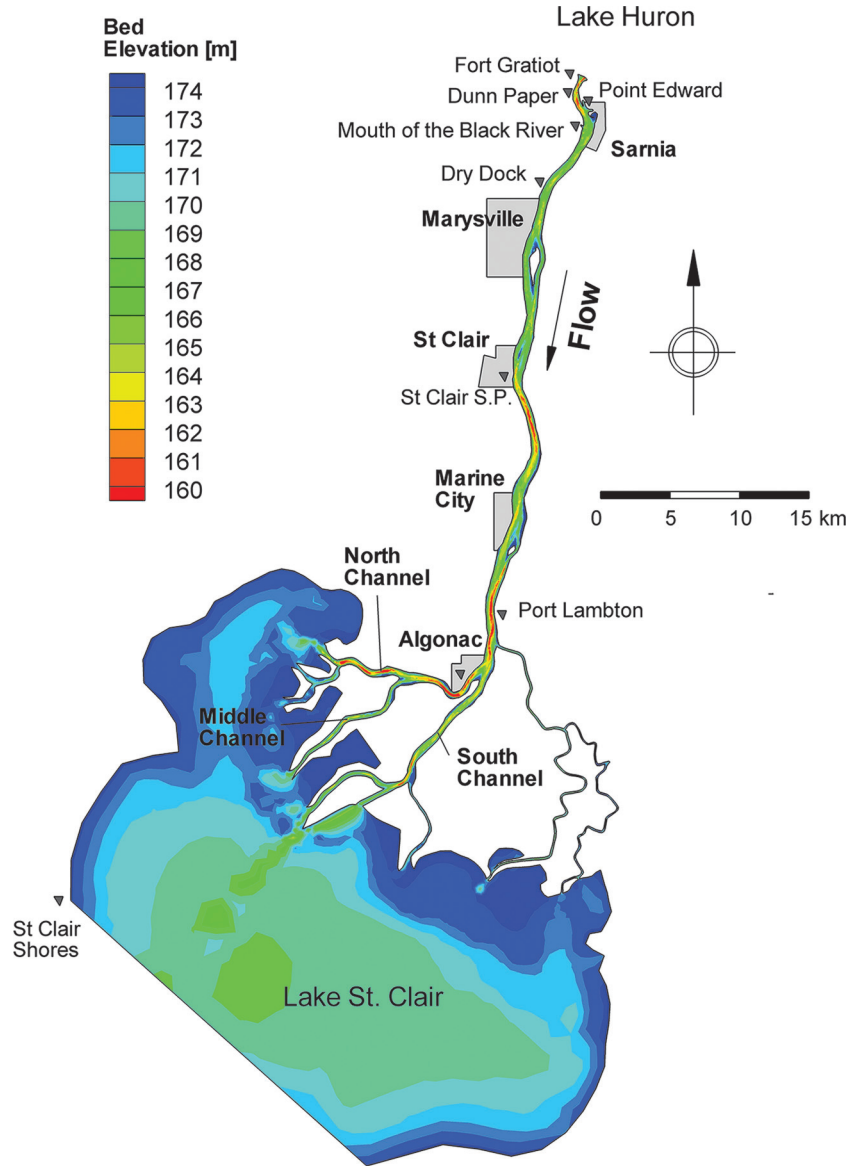 Lake Huron
Bed
Elevation [m]
174
173
172
171
170
169
168
167
166
165
164
163
162
161
160
Fort Gratiot
Dunn Paper
Point Edward
Mouth of the Black River
Sarnia
Dry Dock
Marysville
Flow
St Clair
St Clair S.P.
Marine
City
0 5 10 15 km
North
Channel
Port Lambton
Algonac
Middle
Channel
South
Channel
St Clair
Shores
Lake St. Clair